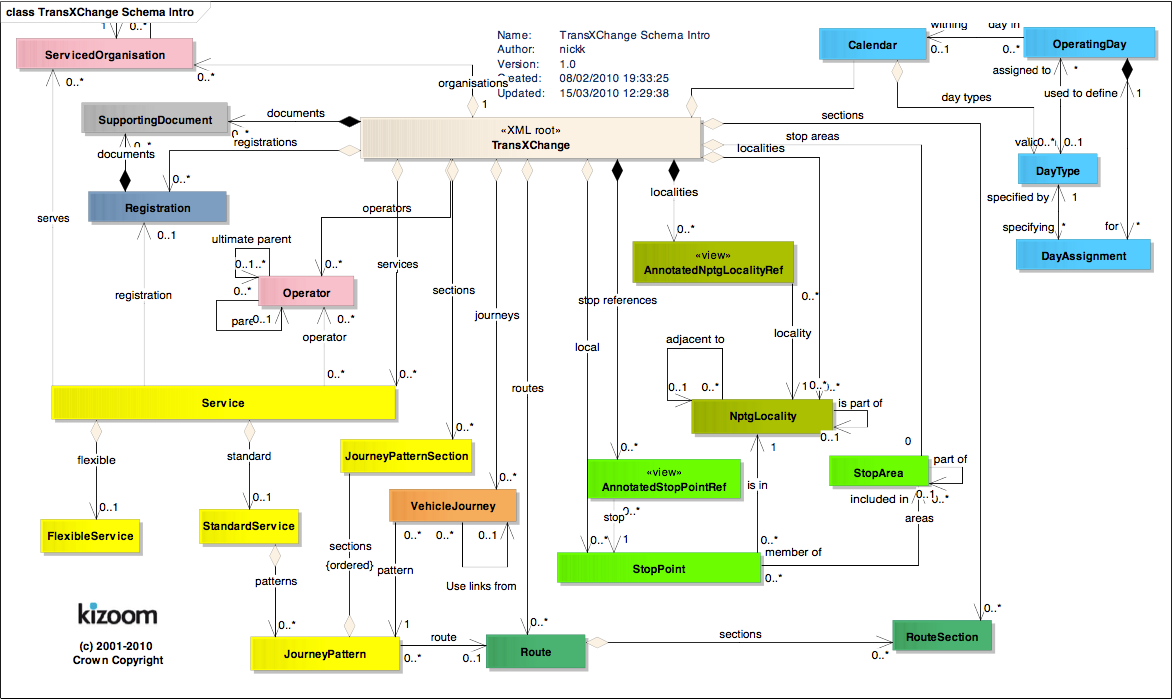 class TransXChange Schema Intro
1
0..*
ServicedOrganisation
0..*
0..*
Name: TransXChange Schema Intro
Author: nickk
Version: 1.0
Created: 08/02/2010 19:33:25
Updated: 15/03/2010 12:29:38
organisations
1
Calendar
withing
day in
0..1
0..*
OperatingDay
assigned to
*
used to define
1
day types
SupportingDocument
documents
0..*
registrations
0..*
documents
«XML root»
TransXChange
sections
stop areas
localities
0..*
0..1
DayType
specified by
1
specifying
*
for
*
DayAssignment
0..*
Registration
0..1
serves
operators
localities
0..*
«view»
AnnotatedNptgLocalityRef
0..*
ultimate parent
0..1
0..*
0..*
Operator
0..1
0..*
operator
0..*
registration
services
sections
journeys
stop references
local
locality
adjacent to
0..1
0..*
1
0..*
NptgLocality
is part of
0..1
routes
0..*
Service
flexible
standard
0..1
0..1
FlexibleService
StandardService
0..*
JourneyPatternSection
0..*
VehicleJourney
0..*
0..*
0..1
Use links from
0..*
«view»
AnnotatedStopPointRef
0..*
stop
1
0..*
1
is in
0..*
0
StopArea
part of
included in
0..1
0..*
areas
StopPoint
member of
0..*
sections
{ordered}
pattern
patterns
0..*
1
JourneyPattern
route
0..*
0..1
0..*
Route
sections
0..*
0..*
RouteSection
kizoom
(c) 2001-2010
Crown Copyright